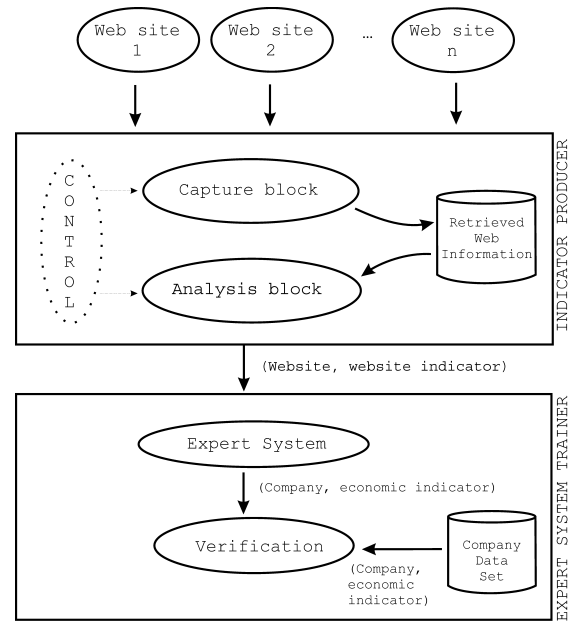 Web site
1
Web site
2
...
Web site
n
CONTROL
Capture block
Retrieved
Web
Information
Analysis block
INDICATOR PRODUCER
(Website, website indicator)
Expert System
(Company, economic indicator)
Verification
Company
Data
Set
(Company,
economic
indicator)
EXPERT SYSTEM TRAINER